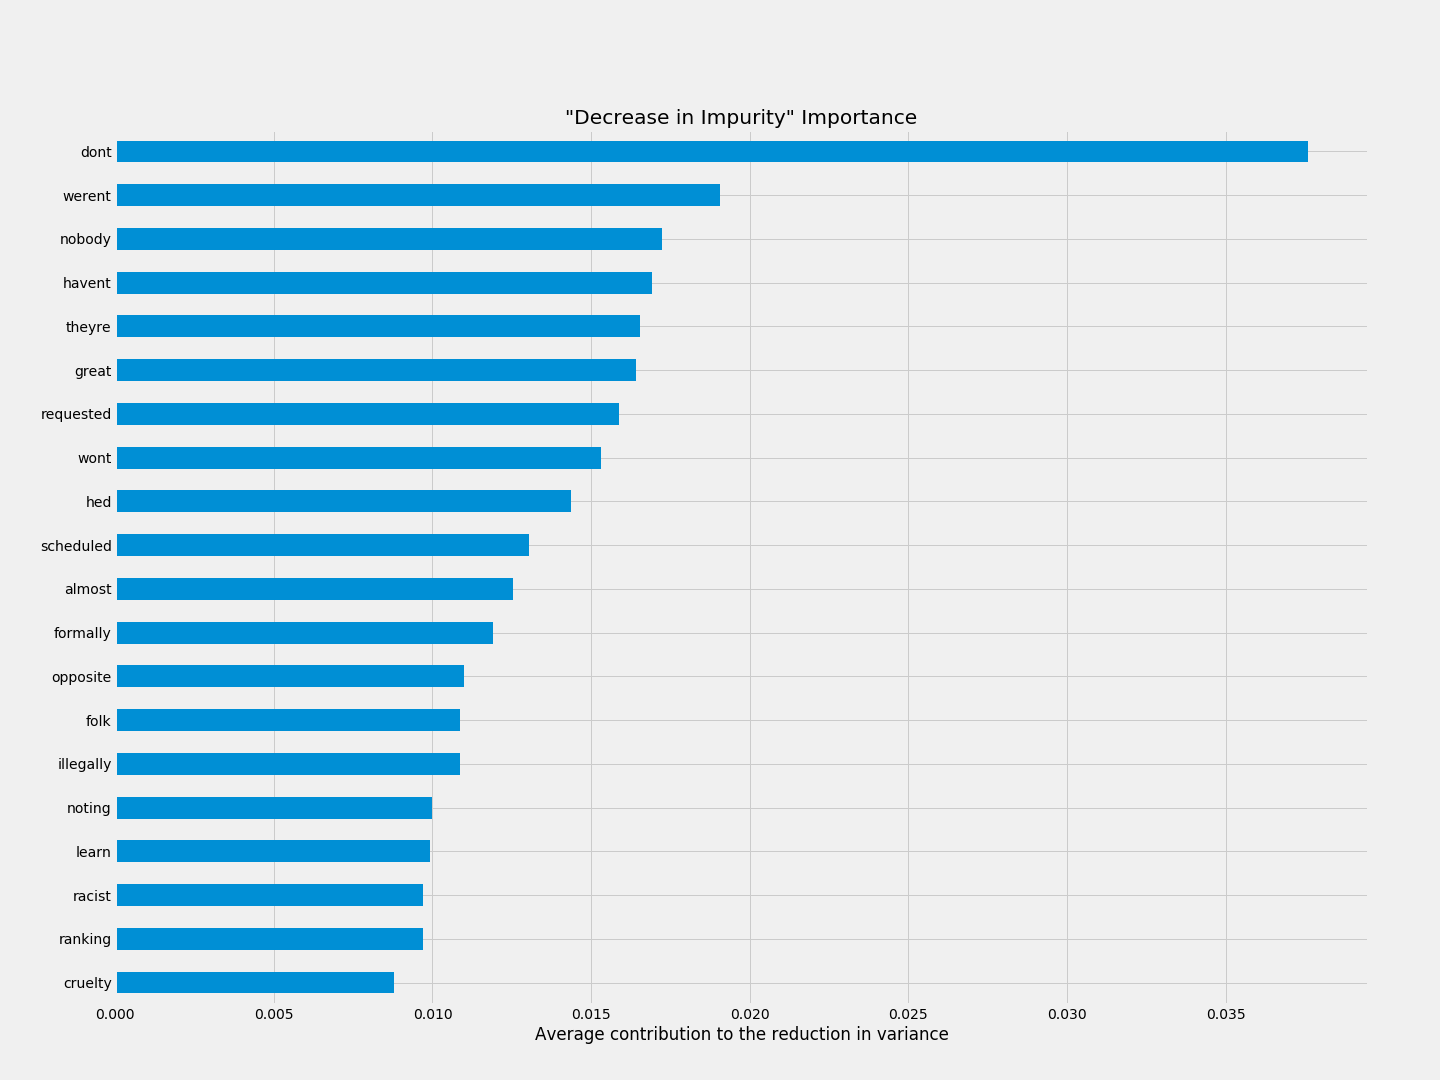 "Decrease in Impurity" Importance
dont
werent
nobody
havent
theyre
great
requested
wont
hed
scheduled
almost
formally
opposite
folk
illegally
noting
learn
racist
ranking
cruelty
0.000 0.005 0.010 0.015 0.020 0.025 0.030 0.035
Average contribution to the reduction in variance